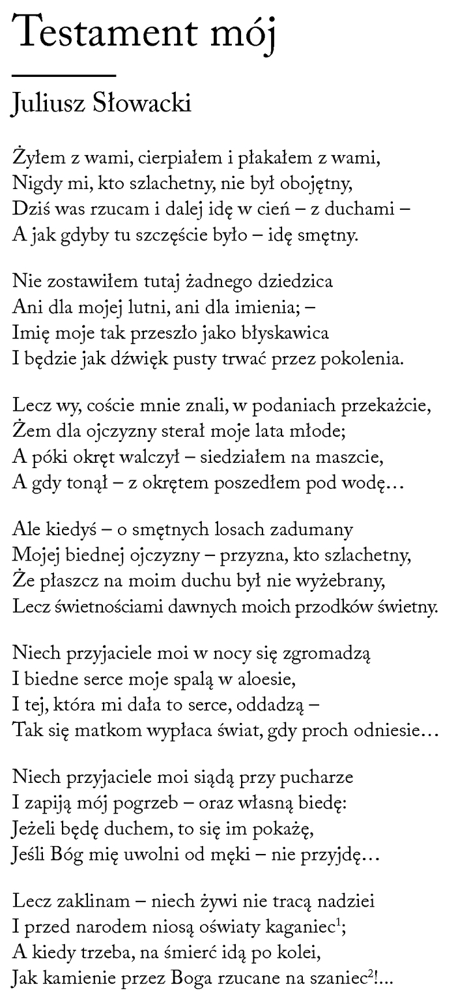 Testament mój
Juliusz Słowacki
Żyłem z wami, cierpiałem i płakałem z wami,
Nigdy mi, kto szlachetny, nie był obojętny,
Dziś was rzucam i dalej idę w cień – z duchami –
A jak gdyby tu szczęście było – idę smętny.
Nie zostawiłem tutaj żadnego dziedzica
Ani dla mojej lutni, ani dla imienia; –
Imię moje tak przeszło jako błyskawica
I będzie jak dźwięk pusty trwać przez pokolenia.
Lecz wy, coście mnie znali, w podaniach przekażcie,
Żem dla ojczyzny sterał moje lata młode;
A póki okręt walczył – siedziałem na maszcie,
A gdy tonął – z okrętem poszedłem pod wodę…
Ale kiedyś – o smętnych losach zadumany
Mojej biednej ojczyzny – przyzna, kto szlachetny,
Że płaszcz na moim duchu był nie wyżebrany,
Lecz świetnościami dawnych moich przodków świetny.
Niech przyjaciele moi w nocy się zgromadzą
I biedne serce moje spalą w aloesie,
I tej, która mi dała to serce, oddadzą –
Tak się matkom wypłaca świat, gdy proch odniesie…
Niech przyjaciele moi siądą przy pucharze
I zapiją mój pogrzeb – oraz własną biedę:
Jeżeli będę duchem, to się im pokażę,
Jeśli Bóg mię uwolni od męki – nie przyjdę…
Lecz zaklinam – niech żywi nie tracą nadziei
I przed narodem niosą oświaty kaganiec¹;
A kiedy trzeba, na śmierć idą po kolei,
Jak kamienie przez Boga rzucane na szaniec²!...